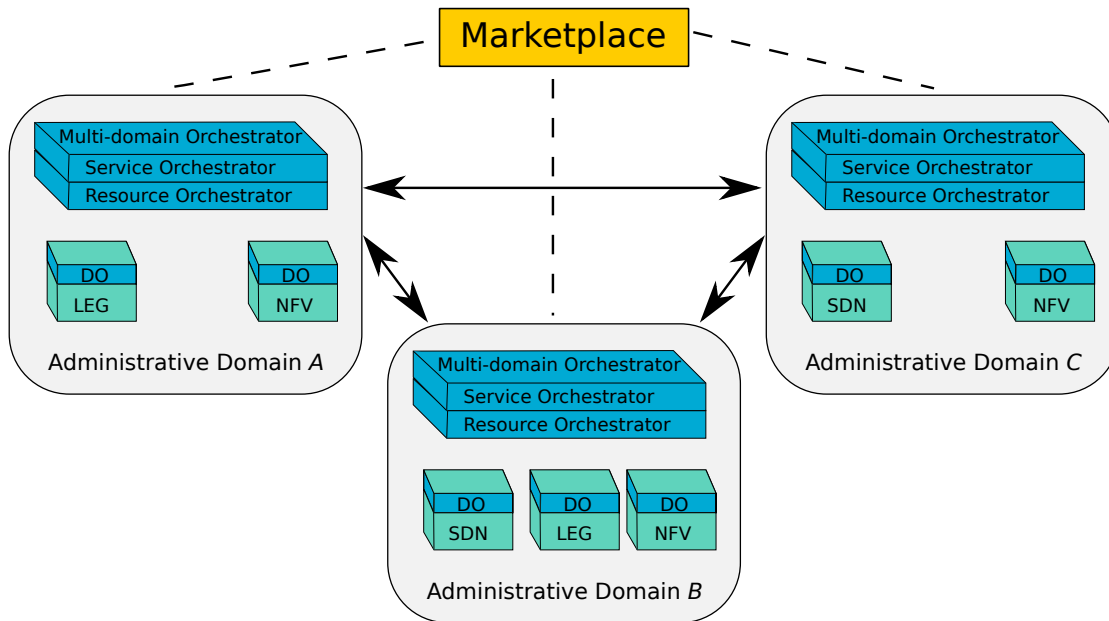 Marketplace
Multi-domain Orchestrator
Service Orchestrator
Resource Orchestrator
DO
LEG
DO
NFV
Administrative Domain A
Multi-domain Orchestrator
Service Orchestrator
Resource Orchestrator
DO
SDN
DO
NFV
Administrative Domain C
Multi-domain Orchestrator
Service Orchestrator
Resource Orchestrator
DO
SDN
DO
LEG
DO
NFV
Administrative Domain B